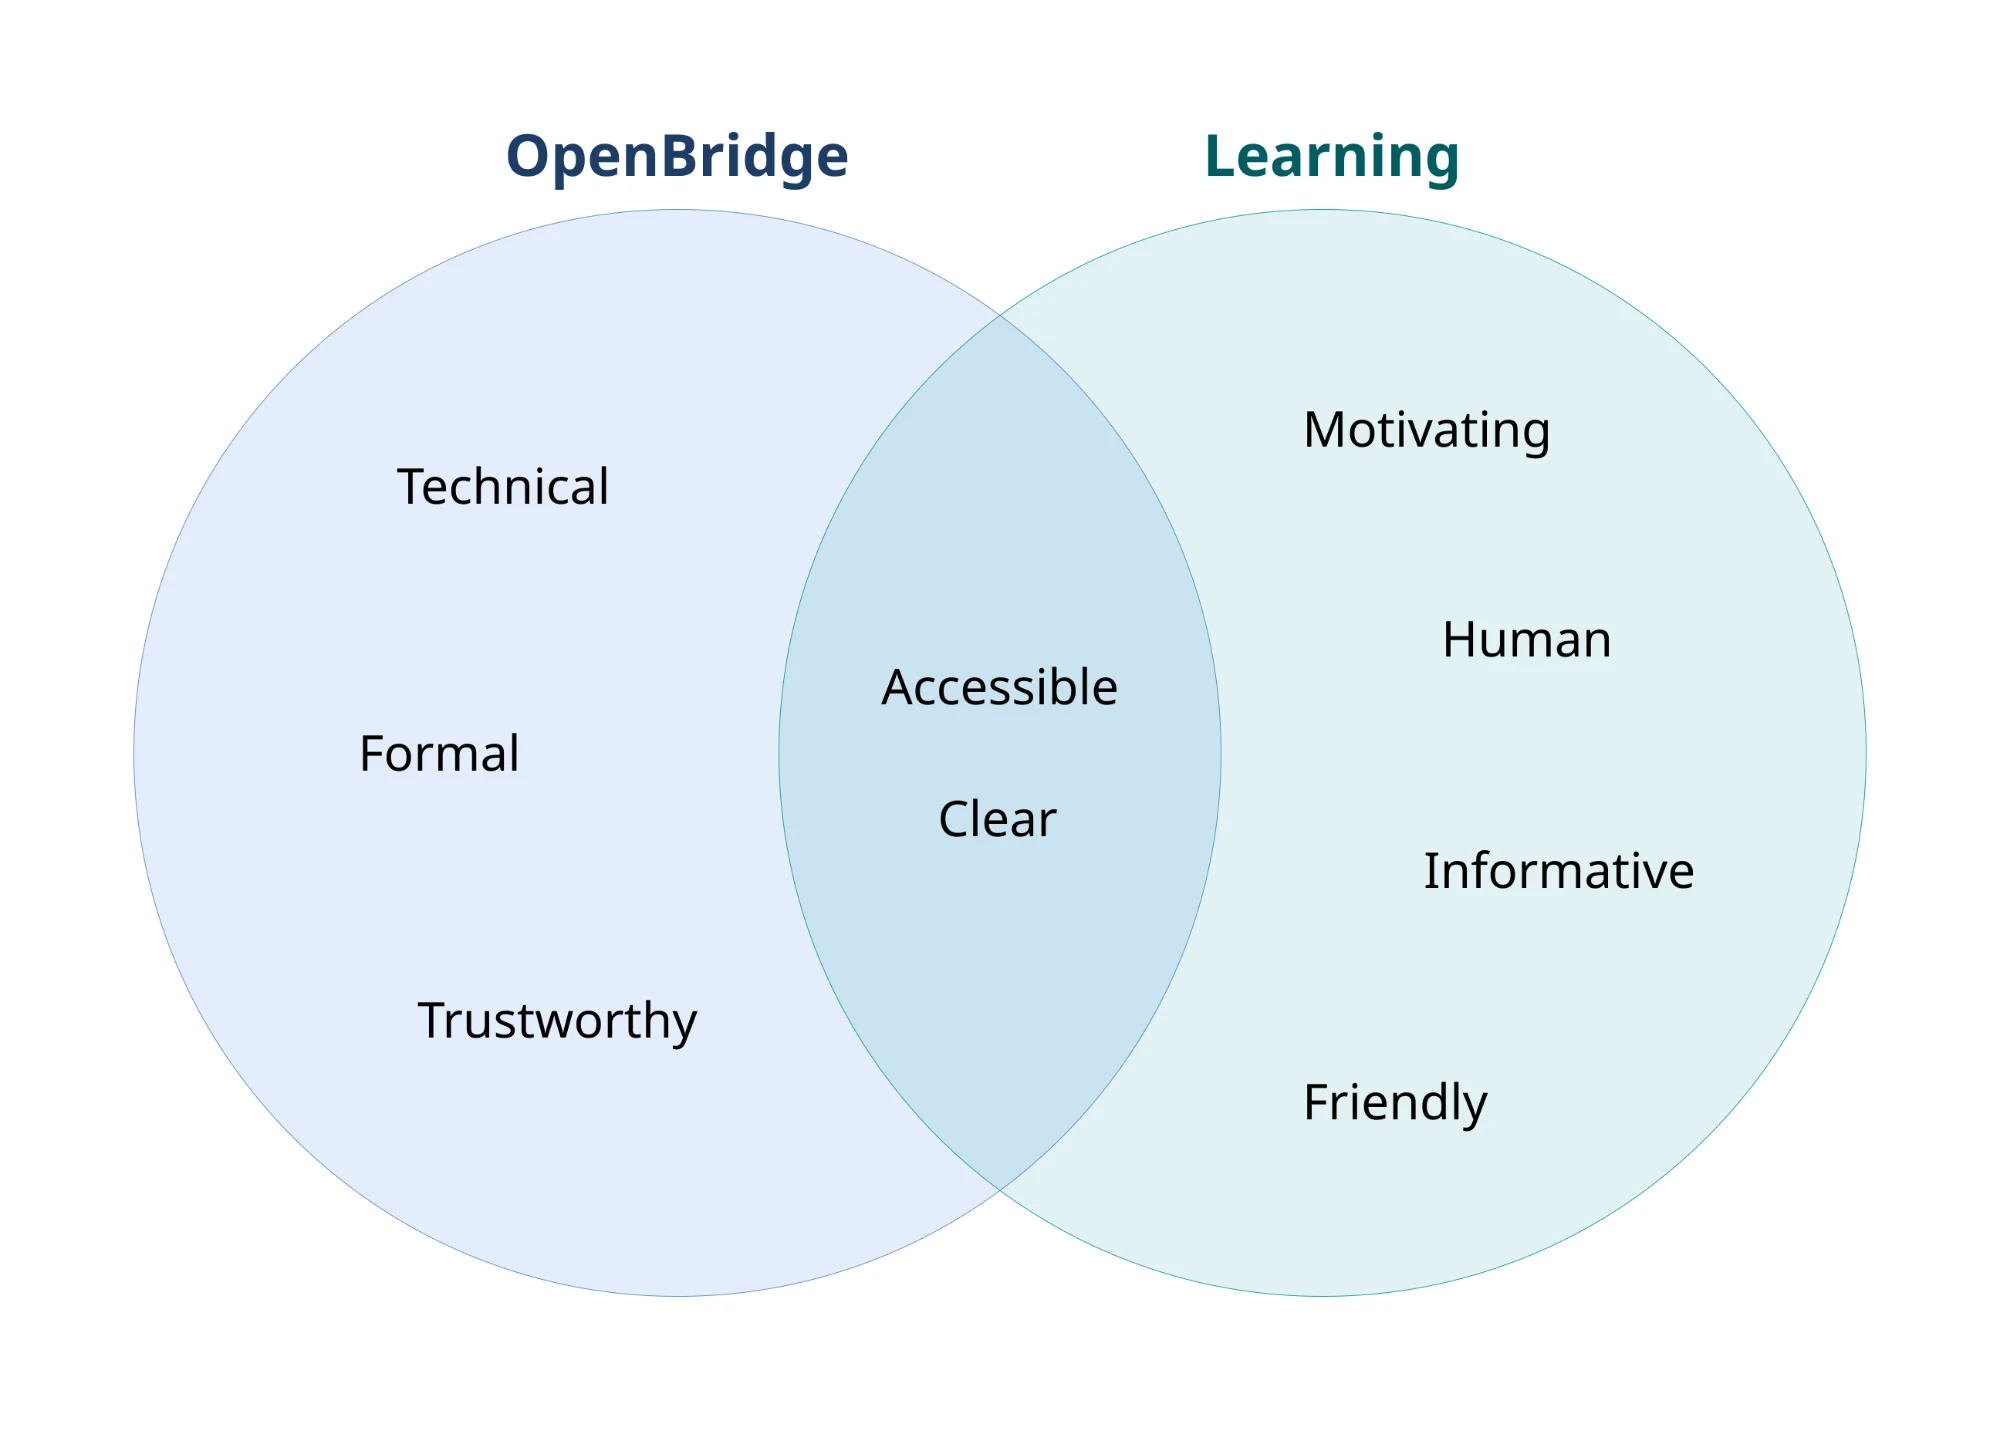 OpenBridge
Learning
Technical
Formal
Trustworthy
Accessible
Clear
Motivating
Human
Informative
Friendly